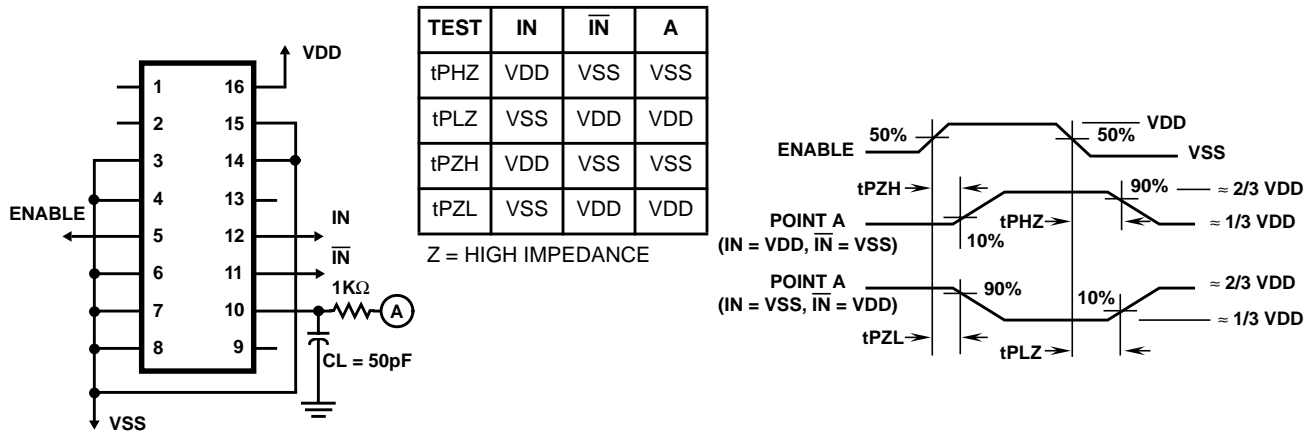 VDD
1 16
2 15
3 14
4 13
ENABLE
5 12 IN
6 11 I̅N̅
7 10 1KΩ A
8 9
CL = 50pF
VSS
TEST IN I̅N̅ A
tPHZ VDD VSS VSS
tPLZ VSS VDD VDD
tPZH VDD VSS VSS
tPZL VSS VDD VDD
Z = HIGH IMPEDANCE
ENABLE 50% 50% VDD
VSS
tPZH 90% ≈ 2/3 VDD
POINT A tPHZ ≈ 1/3 VDD
(IN = VDD, I̅N̅ = VSS) 10%
POINT A 90% 10% ≈ 2/3 VDD
(IN = VSS, I̅N̅ = VDD) ≈ 1/3 VDD
tPZL tPLZ